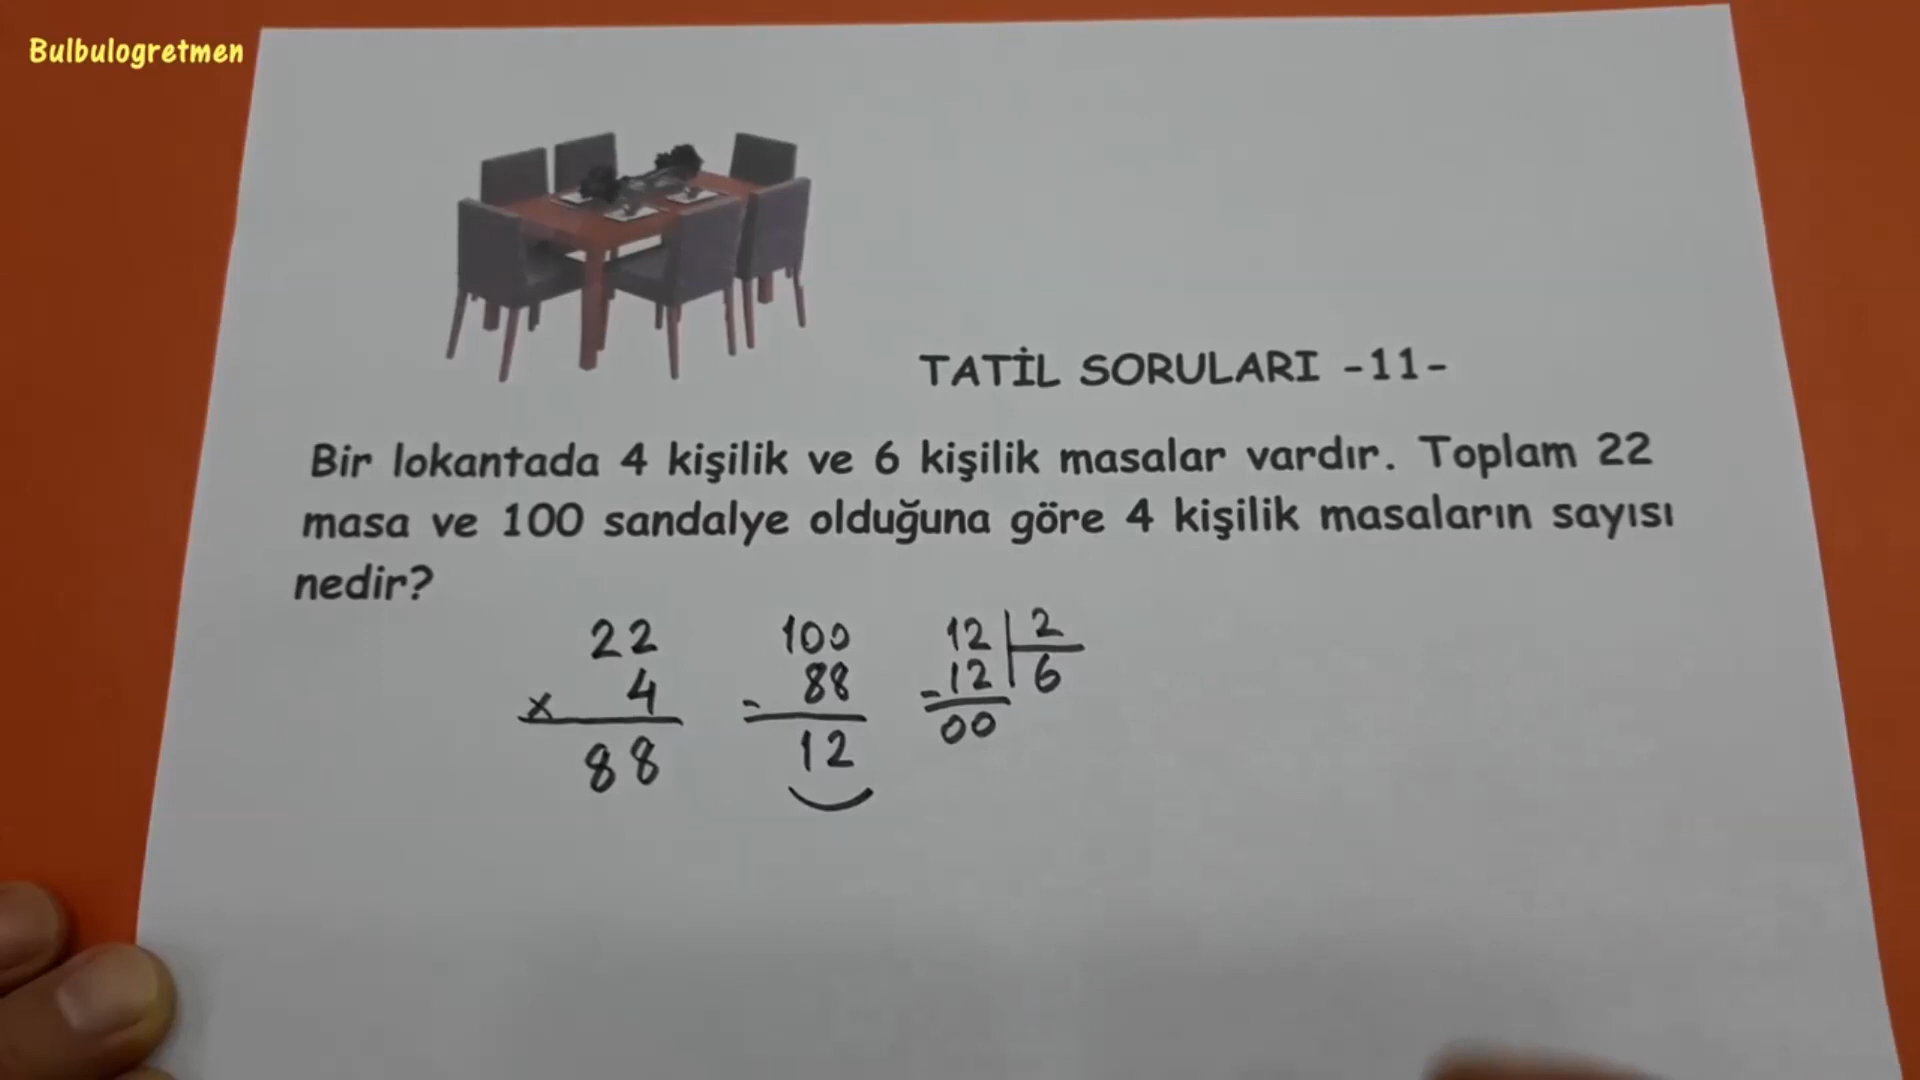 Bulbulogretmen
TATİL SORULARI -11-
Bir lokantada 4 kişilik ve 6 kişilik masalar vardır. Toplam 22
masa ve 100 sandalye olduğuna göre 4 kişilik masaların sayısı
nedir?
22
x 4
88
100
- 88
12
12 | 2
- 12 | 6
00